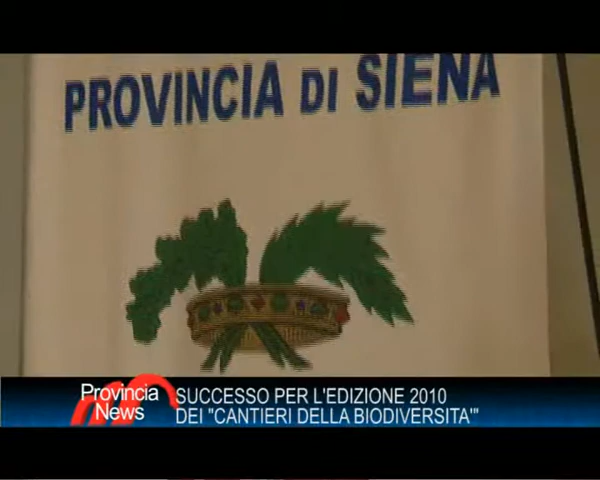 PROVINCIA DI SIENA
Provincia
News
SUCCESSO PER L'EDIZIONE 2010
DEI "CANTIERI DELLA BIODIVERSITA'"